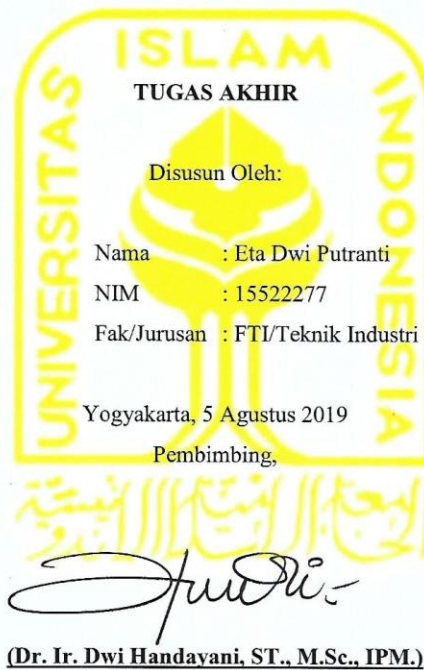 ISLAM
UNIVERSITAS
INDONESIA
TUGAS AKHIR
Disusun Oleh:
Nama : Eta Dwi Putranti
NIM : 15522277
Fak/Jurusan : FTI/Teknik Industri
Yogyakarta, 5 Agustus 2019
Pembimbing,
(Dr. Ir. Dwi Handayani, ST., M.Sc., IPM.)